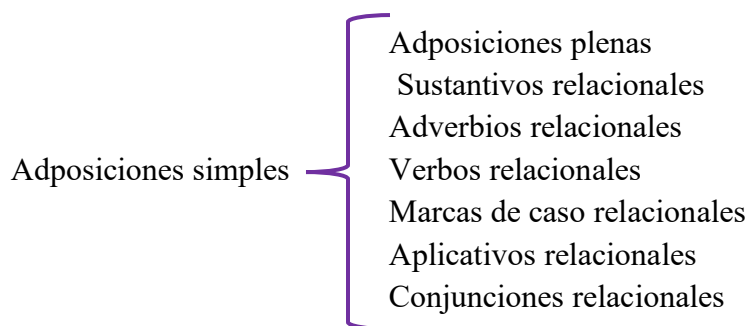 Adposiciones plenas
Sustantivos relacionales
Adverbios relacionales
Adposiciones simples
Verbos relacionales
Marcas de caso relacionales
Aplicativos relacionales
Conjunciones relacionales